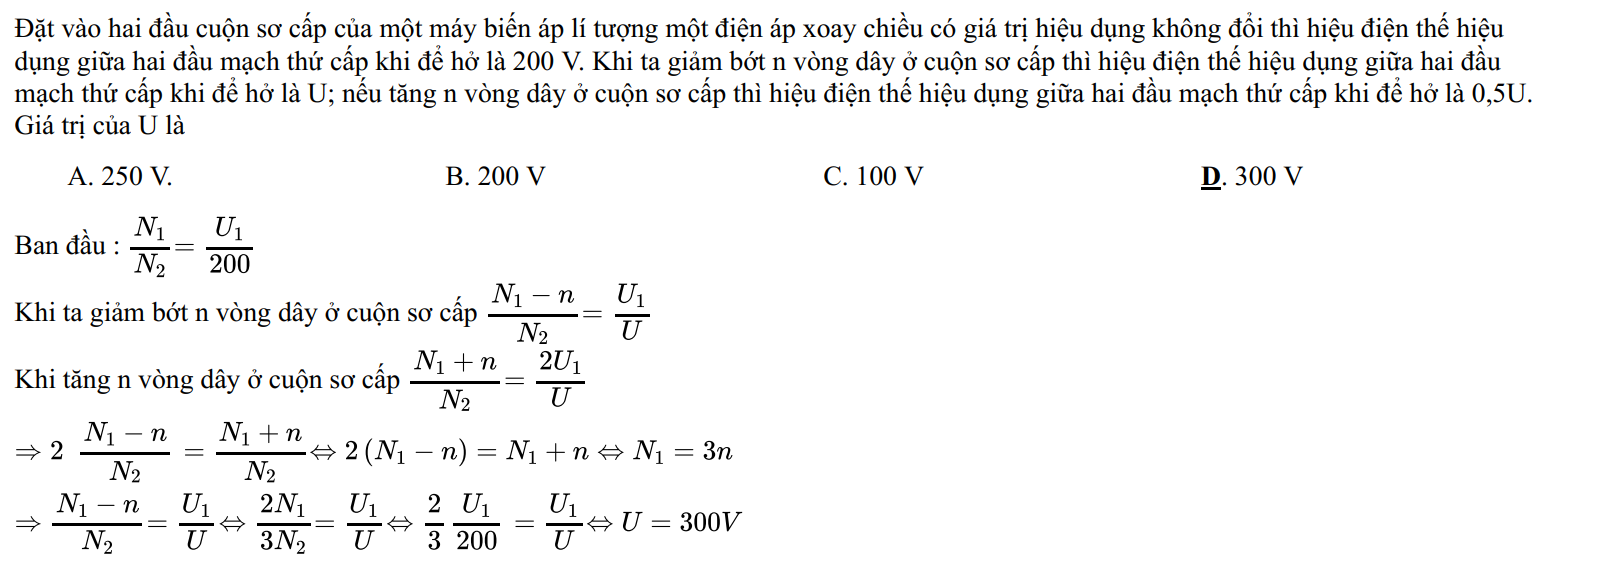 Đặt vào hai đầu cuộn sơ cấp của một máy biến áp lí tượng một điện áp xoay chiều có giá trị hiệu dụng không đổi thì hiệu điện thế hiệu
dụng giữa hai đầu mạch thứ cấp khi để hở là 200 V. Khi ta giảm bớt n vòng dây ở cuộn sơ cấp thì hiệu điện thế hiệu dụng giữa hai đầu
mạch thứ cấp khi để hở là U; nếu tăng n vòng dây ở cuộn sơ cấp thì hiệu điện thế hiệu dụng giữa hai đầu mạch thứ cấp khi để hở là 0,5U.
Giá trị của U là
A. 250 V. B. 200 V C. 100 V D. 300 V
Ban đầu : \frac{N_1}{N_2} = \frac{U_1}{200}
Khi ta giảm bớt n vòng dây ở cuộn sơ cấp \frac{N_1 - n}{N_2} = \frac{U_1}{U}
Khi tăng n vòng dây ở cuộn sơ cấp \frac{N_1 + n}{N_2} = \frac{2U_1}{U}
⇒ 2 \frac{N_1 - n}{N_2} = \frac{N_1 + n}{N_2} ⇔ 2 (N_1 - n) = N_1 + n ⇔ N_1 = 3n
⇒ \frac{N_1 - n}{N_2} = \frac{U_1}{U} ⇔ \frac{2N_1}{3N_2} = \frac{U_1}{U} ⇔ \frac{2}{3} \frac{U_1}{200} = \frac{U_1}{U} ⇔ U = 300V